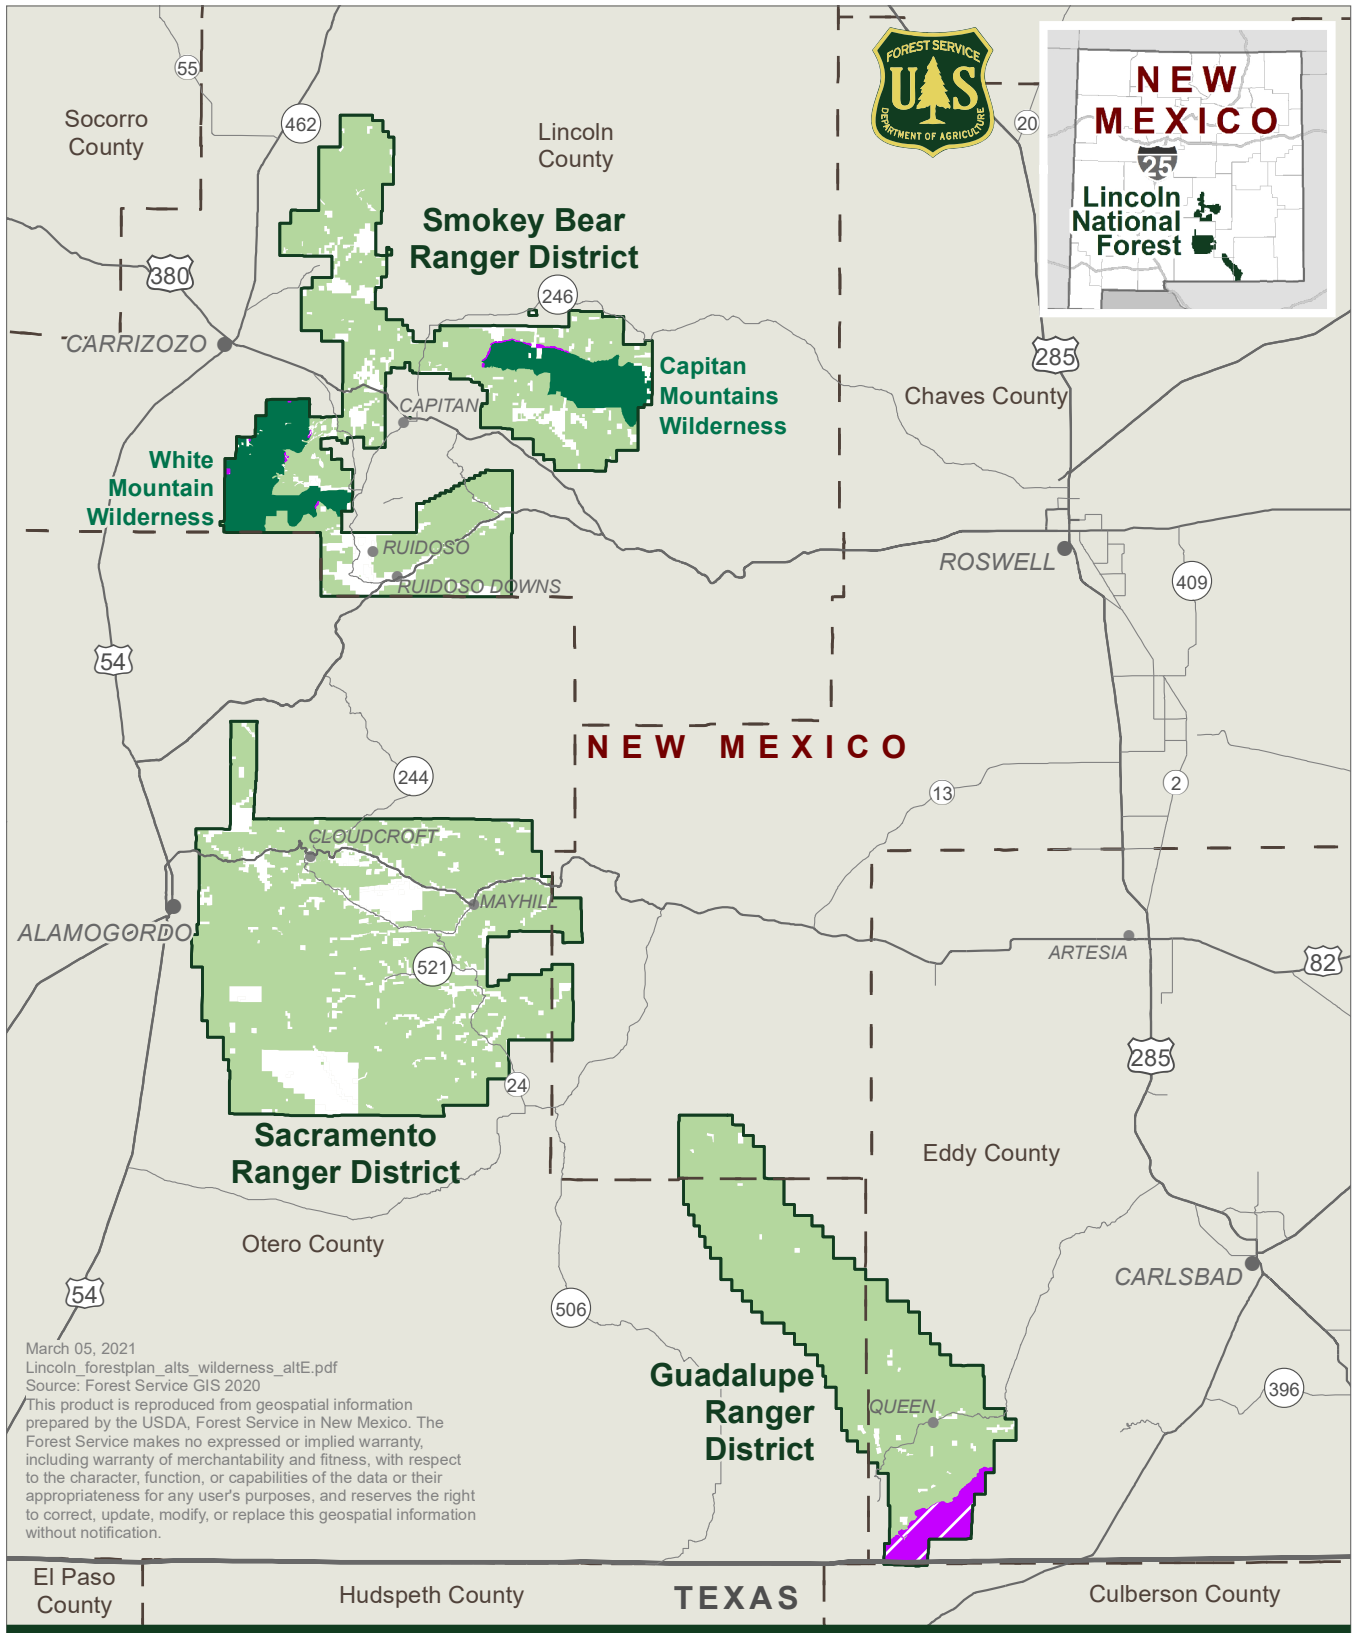 55
Socorro
County
462
Lincoln
County
FOREST SERVICE
US
DEPARTMENT OF AGRICULTURE
20
NEW
MEXICO
25
Lincoln
National
Forest
Smokey Bear
Ranger District
380
246
CARRIZOZO
285
Capitan
Mountains
Wilderness
Chaves County
CAPITAN
White
Mountain
Wilderness
RUIDOSO
RUIDOSO DOWNS
ROSWELL
409
54
NEW MEXICO
244
13
2
CLOUDCROFT
MAYHILL
ALAMOGORDO
521
ARTESIA
82
24
285
Sacramento
Ranger District
Eddy County
Otero County
CARLSBAD
54
506
Guadalupe
Ranger
District
QUEEN
396
March 05, 2021
Lincoln_forestplan_alts_wilderness_altE.pdf
Source: Forest Service GIS 2020
This product is reproduced from geospatial information
prepared by the USDA, Forest Service in New Mexico. The
Forest Service makes no expressed or implied warranty,
including warranty of merchantability and fitness, with respect
to the character, function, or capabilities of the data or their
appropriateness for any user's purposes, and reserves the right
to correct, update, modify, or replace this geospatial information
without notification.
El Paso
County
Hudspeth County
TEXAS
Culberson County